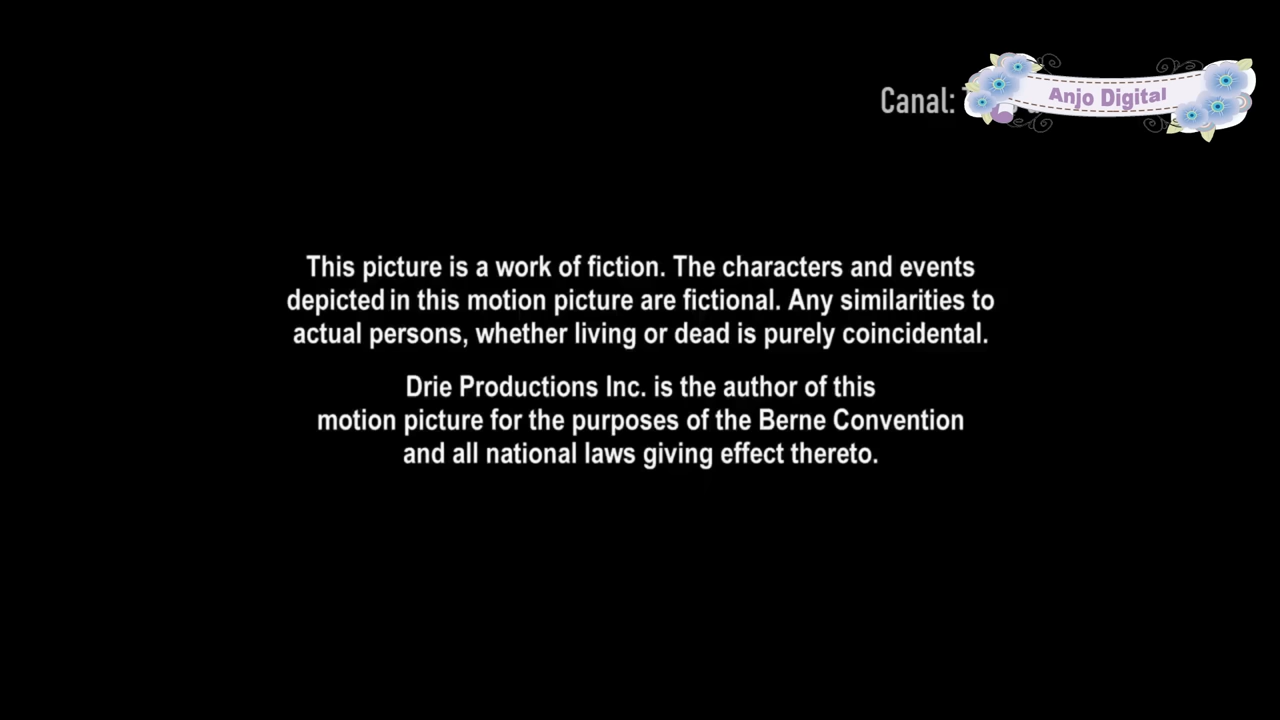 Canal:
Anjo Digital
This picture is a work of fiction. The characters and events
depicted in this motion picture are fictional. Any similarities to
actual persons, whether living or dead is purely coincidental.
Drie Productions Inc. is the author of this
motion picture for the purposes of the Berne Convention
and all national laws giving effect thereto.